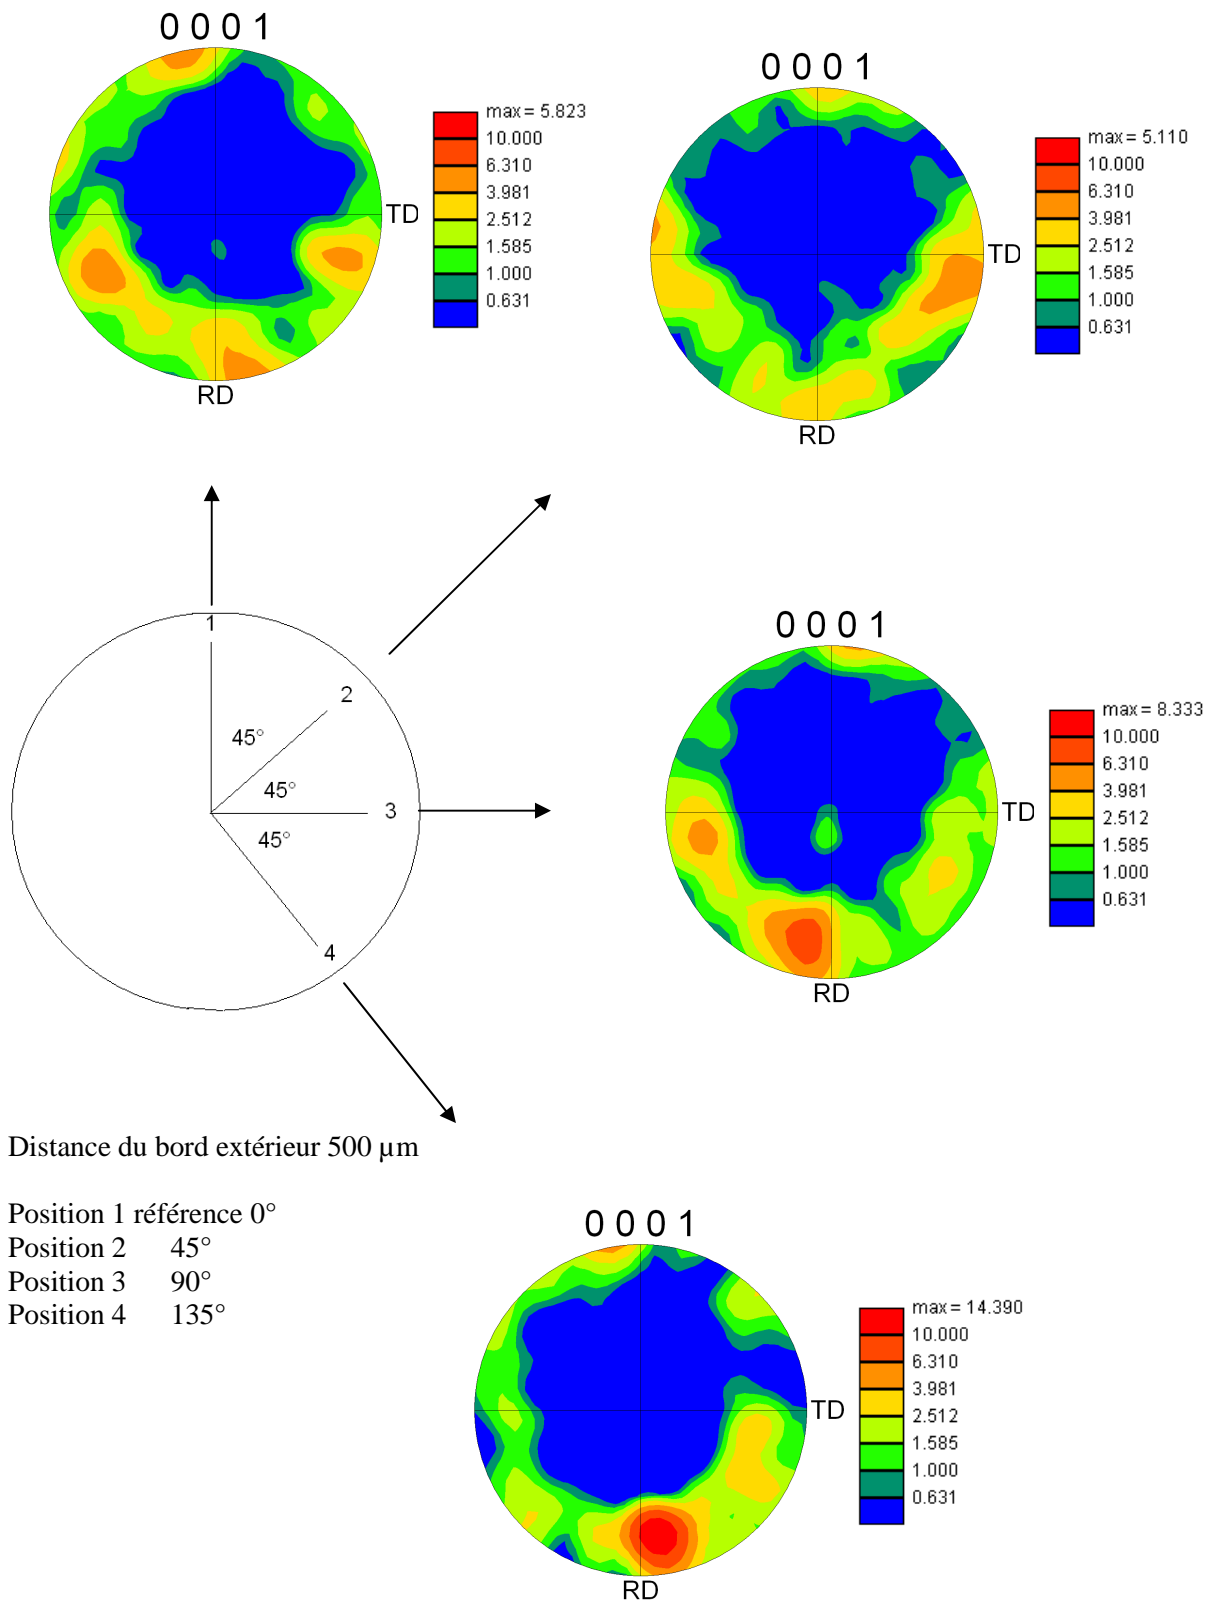 0 0 0 1
max = 5.823
10.000
6.310
3.981
2.512
1.585
1.000
0.631
TD
RD
0 0 0 1
max = 5.110
10.000
6.310
3.981
2.512
1.585
1.000
0.631
TD
RD
1
2
45°
45°
3
45°
4
0 0 0 1
max = 8.333
10.000
6.310
3.981
2.512
1.585
1.000
0.631
TD
RD
Distance du bord extérieur 500 µm
Position 1 référence 0°
Position 2 45°
Position 3 90°
Position 4 135°
0 0 0 1
max = 14.390
10.000
6.310
3.981
2.512
1.585
1.000
0.631
TD
RD